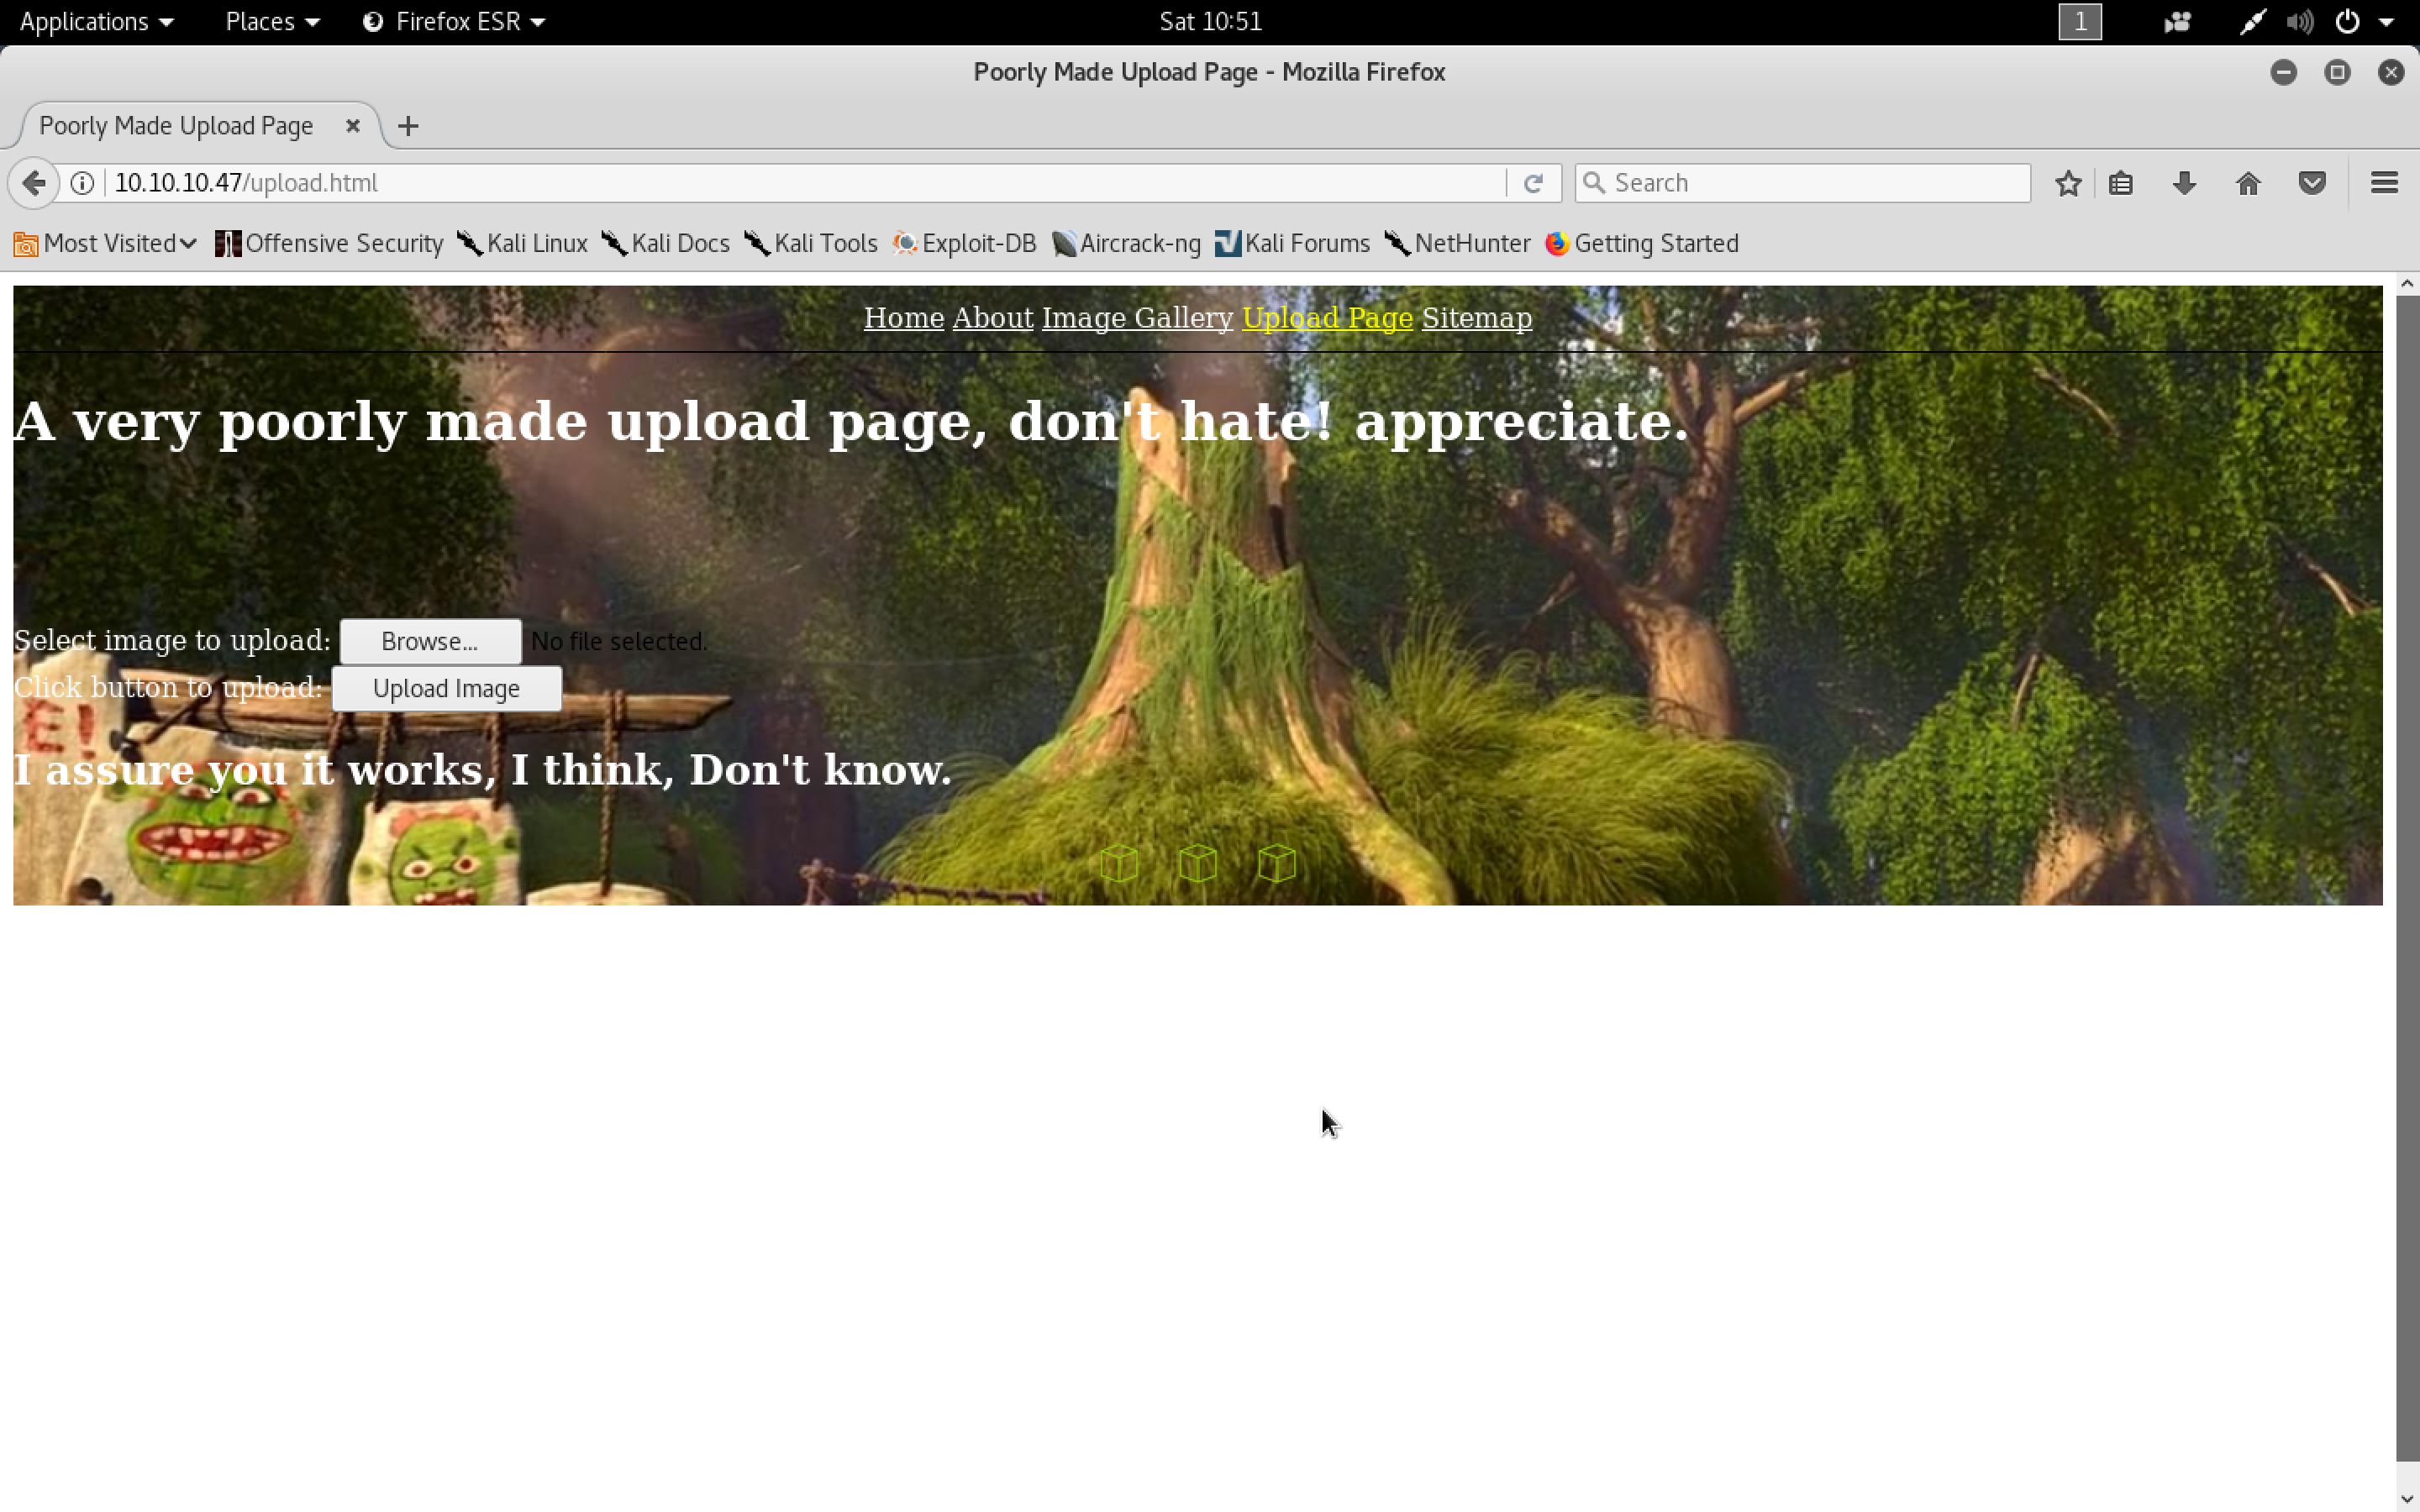 Applications Places Firefox ESR Sat 10:51 1
Poorly Made Upload Page - Mozilla Firefox
Poorly Made Upload Page
10.10.10.47/upload.html Search
Most Visited Offensive Security Kali Linux Kali Docs Kali Tools Exploit-DB Aircrack-ng Kali Forums NetHunter Getting Started
Home About Image Gallery Upload Page Sitemap
A very poorly made upload page, don't hate! appreciate.
Select image to upload: Browse... No file selected.
Click button to upload: Upload Image
E!
I assure you it works, I think, Don't know.